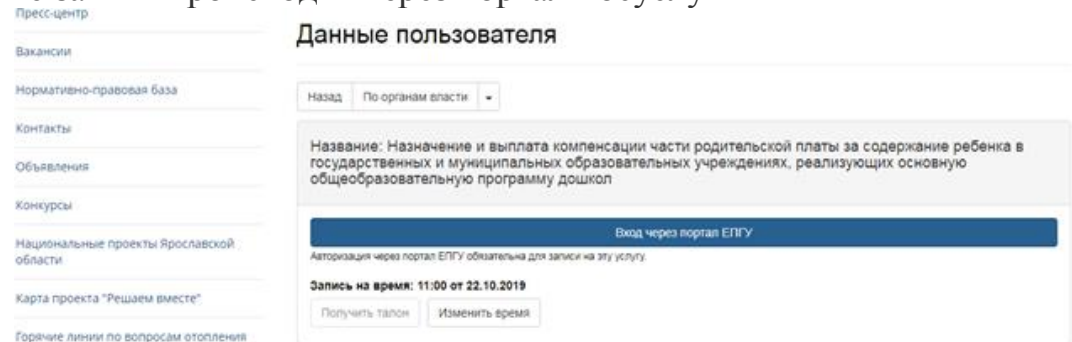 Пресс-центр
Вакансии
Нормативно-правовая база
Контакты
Объявления
Конкурсы
Национальные проекты Ярославской
области
Карта проекта "Решаем вместе"
Горячие линии по вопросам отопления
Данные пользователя
Назад По органам власти
Название: Назначение и выплата компенсации части родительской платы за содержание ребенка в
государственных и муниципальных образовательных учреждениях, реализующих основную
общеобразовательную программу дошкол
Вход через портал ЕПГУ
Авторизация через портал ЕПГУ обязательна для записи на эту услугу.
Запись на время: 11:00 от 22.10.2019
Получить талон Изменить время